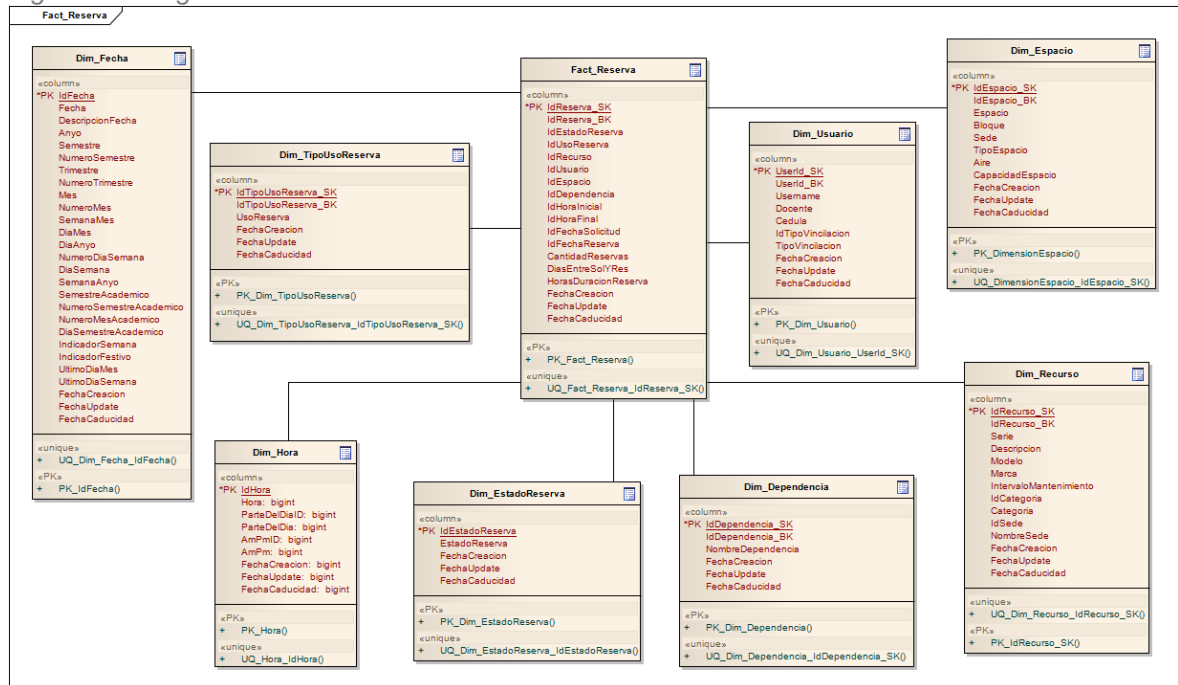 Fact_Reserva
Dim_Fecha
«column»
*PK IdFecha
Fecha
DescripcionFecha
Anyo
Semestre
NumeroSemestre
Trimestre
NumeroTrimestre
Mes
NumeroMes
SemanaMes
DiaMes
DiaAnyo
NumeroDiaSemana
DiaSemana
SemanaAnyo
SemestreAcademico
NumeroSemestreAcademico
NumeroMesAcademico
DiaSemestreAcademico
IndicadorSemana
IndicadorFestivo
UltimoDiaMes
UltimoDiaSemana
FechaCreacion
FechaUpdate
FechaCaducidad
«unique»
+ UQ_Dim_Fecha_IdFecha()
«PK»
+ PK_IdFecha()
Dim_TipoUsoReserva
«column»
*PK IdTipoUsoReserva_SK
IdTipoUsoReserva_BK
UsoReserva
FechaCreacion
FechaUpdate
FechaCaducidad
«PK»
+ PK_Dim_TipoUsoReserva()
«unique»
+ UQ_Dim_TipoUsoReserva_IdTipoUsoReserva_SK()
Fact_Reserva
«column»
*PK IdReserva_SK
IdReserva_BK
IdEstadoReserva
IdUsoReserva
IdRecurso
IdUsuario
IdEspacio
IdDependencia
IdHoraInicial
IdHoraFinal
IdFechaSolicitud
IdFechaReserva
CantidadReservas
DiasEntreSolYRes
HorasDuracionReserva
FechaCreacion
FechaUpdate
FechaCaducidad
«PK»
+ PK_Fact_Reserva()
«unique»
+ UQ_Fact_Reserva_IdReserva_SK()
Dim_Usuario
«column»
*PK UserId_SK
UserId_BK
Username
Docente
Cedula
IdTipoVincilacion
TipoVincilacion
FechaCreacion
FechaUpdate
FechaCaducidad
«PK»
+ PK_Dim_Usuario()
«unique»
+ UQ_Dim_Usuario_UserId_SK()
Dim_Espacio
«column»
*PK IdEspacio_SK
IdEspacio_BK
Espacio
Bloque
Sede
TipoEspacio
Aire
CapacidadEspacio
FechaCreacion
FechaUpdate
FechaCaducidad
«PK»
+ PK_DimensionEspacio()
«unique»
+ UQ_DimensionEspacio_IdEspacio_SK()
Dim_Hora
«column»
*PK IdHora
Hora: bigint
ParteDelDiaID: bigint
ParteDelDia: bigint
AmPmID: bigint
AmPm: bigint
FechaCreacion: bigint
FechaUpdate: bigint
FechaCaducidad: bigint
«PK»
+ PK_Hora()
«unique»
+ UQ_Hora_IdHora()
Dim_EstadoReserva
«column»
*PK IdEstadoReserva
EstadoReserva
FechaCreacion
FechaUpdate
FechaCaducidad
«PK»
+ PK_Dim_EstadoReserva()
«unique»
+ UQ_Dim_EstadoReserva_IdEstadoReserva()
Dim_Dependencia
«column»
*PK IdDependencia_SK
IdDependencia_BK
NombreDependencia
FechaCreacion
FechaUpdate
FechaCaducidad
«PK»
+ PK_Dim_Dependencia()
«unique»
+ UQ_Dim_Dependencia_IdDependencia_SK()
Dim_Recurso
«column»
*PK IdRecurso_SK
IdRecurso_BK
Serie
Descripcion
Modelo
Marca
IntervaloMantenimiento
IdCategoria
Categoria
IdSede
NombreSede
FechaCreacion
FechaUpdate
FechaCaducidad
«unique»
+ UQ_Dim_Recurso_IdRecurso_SK()
«PK»
+ PK_IdRecurso_SK()